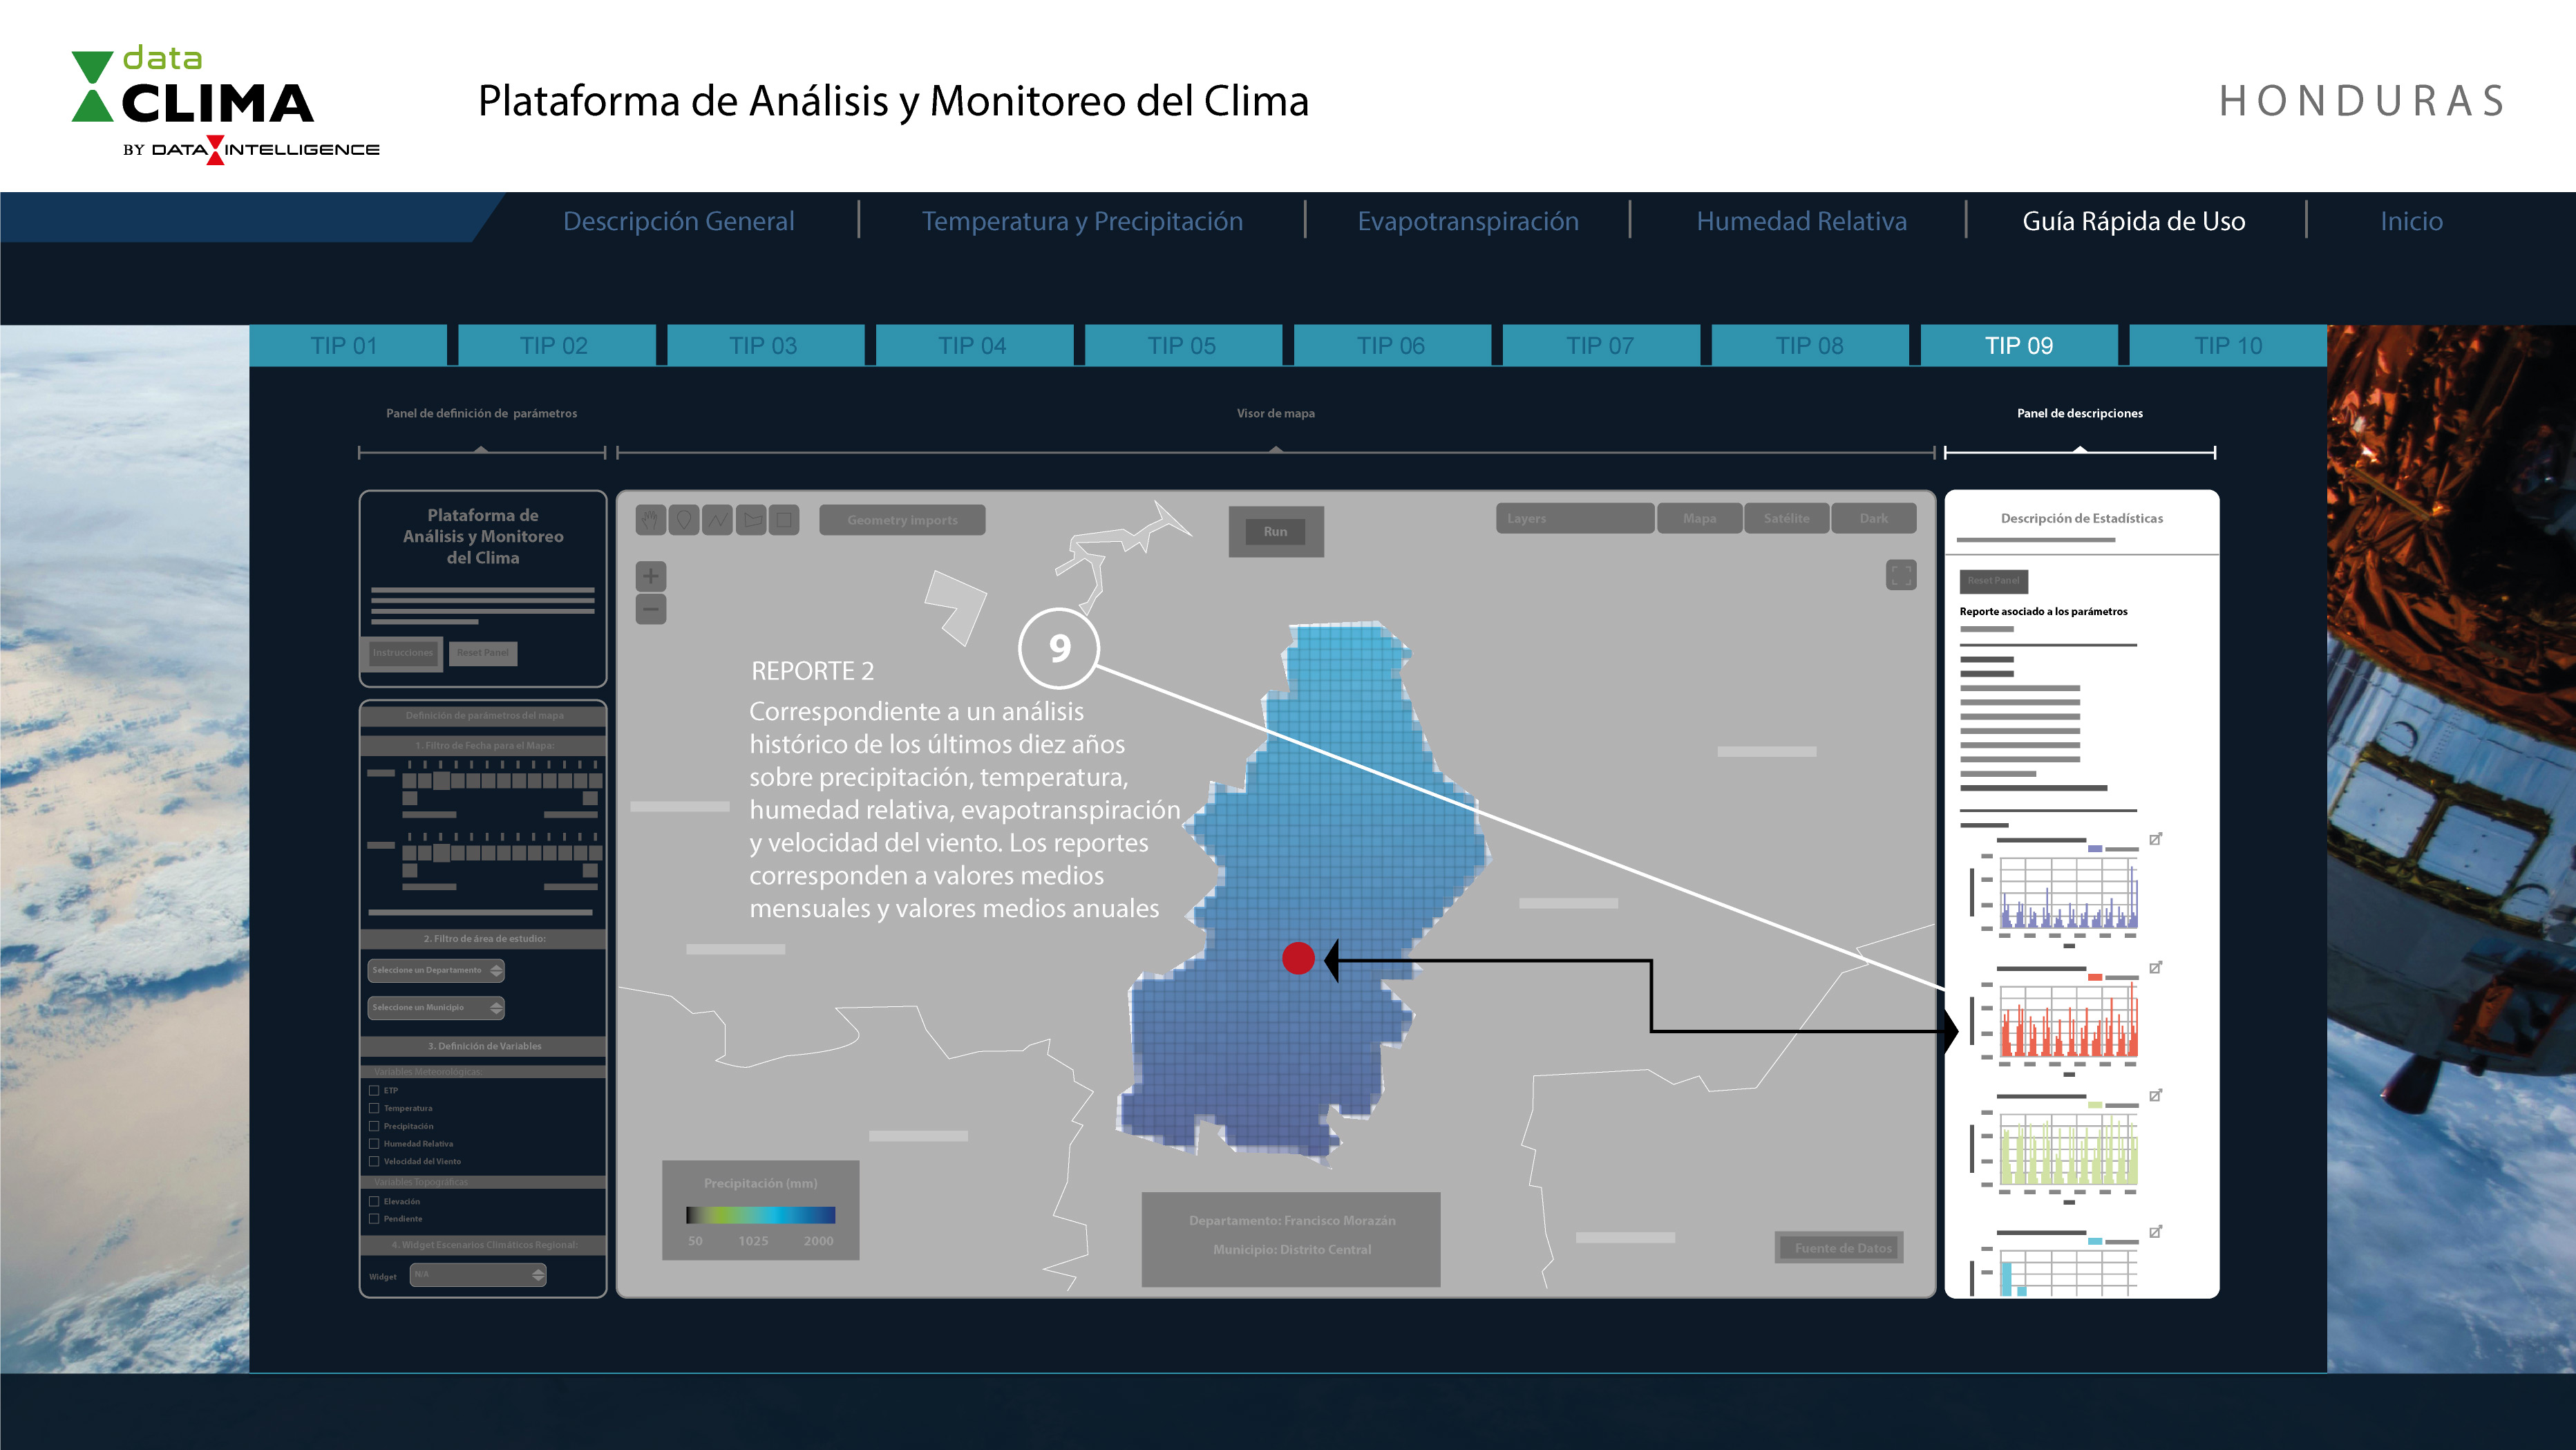 data
CLIMA
BY DATA INTELLIGENCE
Plataforma de Análisis y Monitoreo del Clima
HONDURAS
Descripción General
Temperatura y Precipitación
Evapotranspiración
Humedad Relativa
Guía Rápida de Uso
Inicio
TIP 01
TIP 02
TIP 03
TIP 04
TIP 05
TIP 06
TIP 07
TIP 08
TIP 09
TIP 10
Panel de definición de parámetros
Visor de mapa
Panel de descripciones
Plataforma de
Análisis y Monitoreo
del Clima
Instrucciones
Reset Panel
Definición de parámetros del mapa
1. Filtro de Fecha para el Mapa:
2. Filtro de área de estudio:
Seleccione un Departamento
Seleccione un Municipio
3. Definición de Variables
Variables Meteorológicas:
ETP
Temperatura
Precipitación
Humedad Relativa
Velocidad del Viento
Variables Topográficas
Elevación
Pendiente
4. Widget Escenarios Climáticos Regional:
Widget
N/A
Geometry imports
Run
Layers
Mapa
Satélite
Dark
+
−
9
REPORTE 2
Correspondiente a un análisis
histórico de los últimos diez años
sobre precipitación, temperatura,
humedad relativa, evapotranspiración
y velocidad del viento. Los reportes
corresponden a valores medios
mensuales y valores medios anuales
Precipitación (mm)
50 1025 2000
Departamento: Francisco Morazán
Municipio: Distrito Central
Fuente de Datos
Descripción de Estadísticas
Reset Panel
Reporte asociado a los parámetros